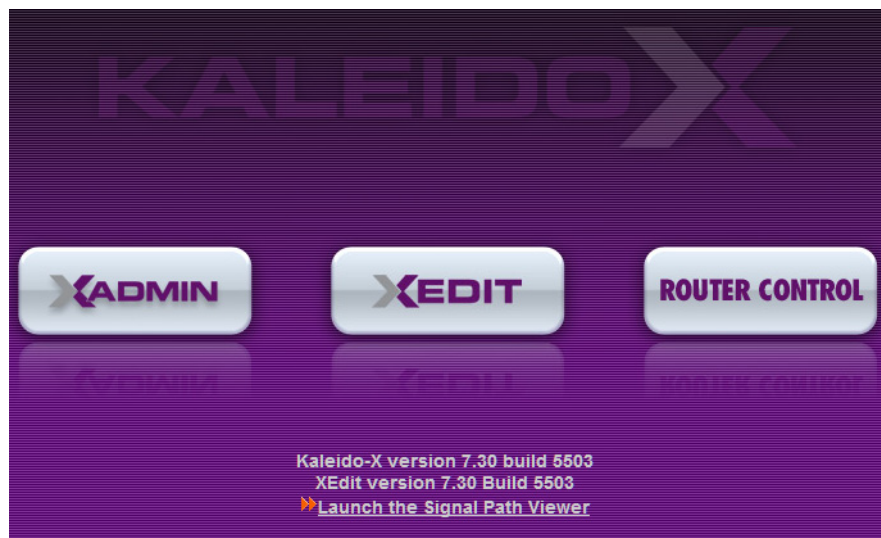 KALEIDOX
XADMIN
XEDIT
ROUTER CONTROL
Kaleido-X version 7.30 build 5503
XEdit version 7.30 Build 5503
Launch the Signal Path Viewer